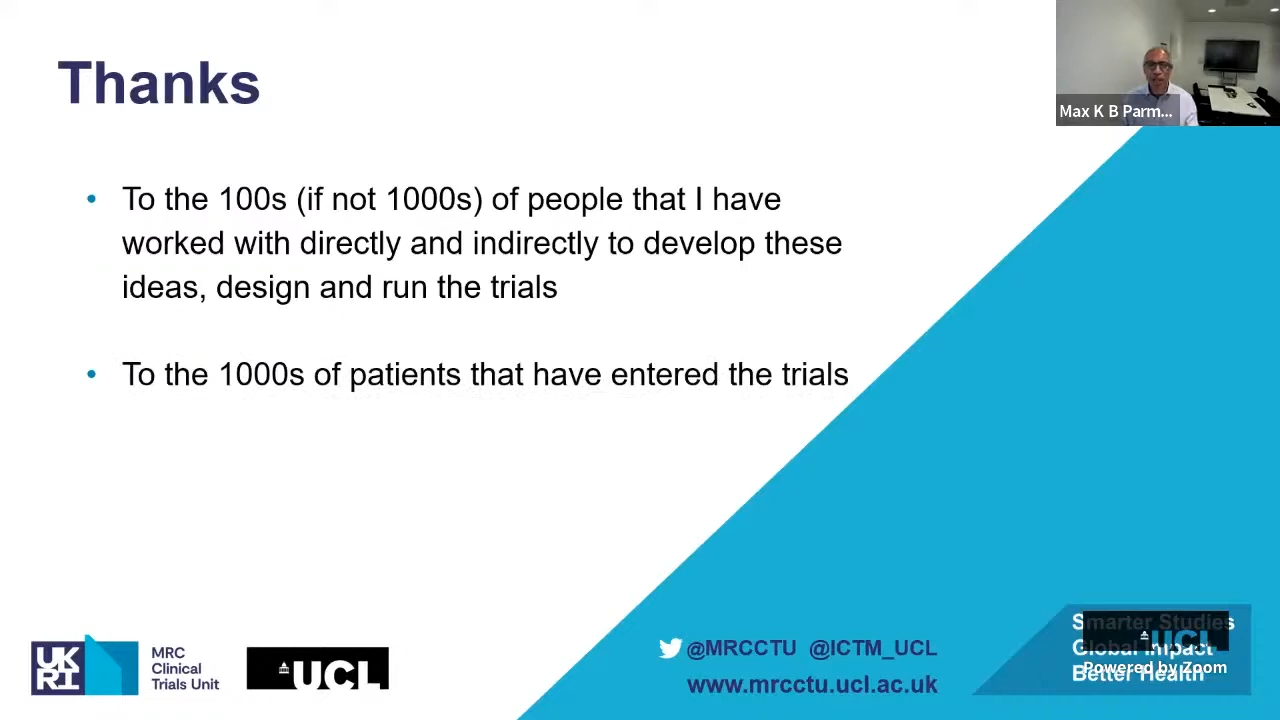 Thanks
Max K B Parm...
• To the 100s (if not 1000s) of people that I have
worked with directly and indirectly to develop these
ideas, design and run the trials
• To the 1000s of patients that have entered the trials
UK
RI
MRC
Clinical
Trials Unit
UCL
@MRCCTU @ICTM_UCL
www.mrcctu.ucl.ac.uk
Smarter Studies
Global Impact
Better Health
UCL
Powered by Zoom